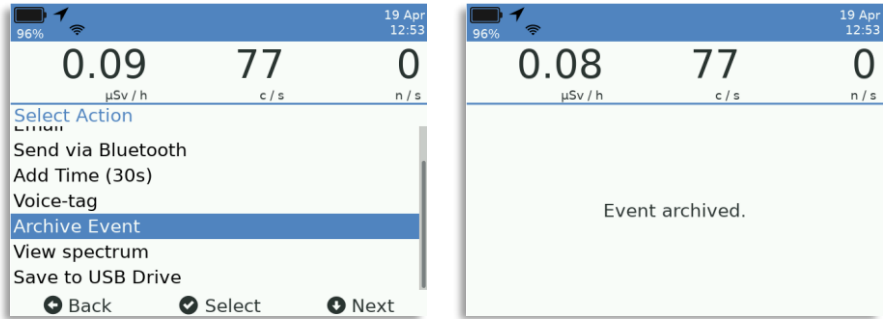 96%
19 Apr
12:53
0.09 77 0
µSv / h c / s n / s
Select Action
Email
Send via Bluetooth
Add Time (30s)
Voice-tag
Archive Event
View spectrum
Save to USB Drive
Back Select Next
96%
19 Apr
12:53
0.08 77 0
µSv / h c / s n / s
Event archived.